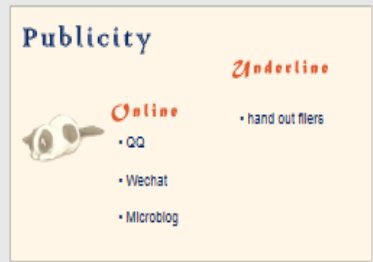 Publicity
Underline
Online
• hand out filers
• QQ
• Wechat
• Microblog